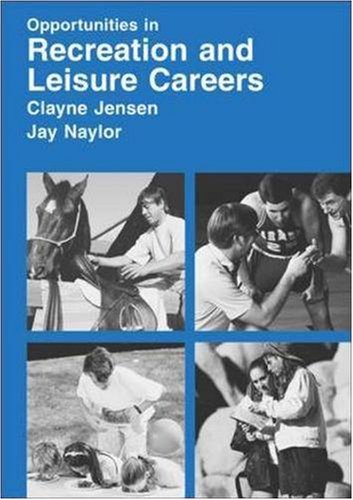 Opportunities in
Recreation and
Leisure Careers
Clayne Jensen
Jay Naylor